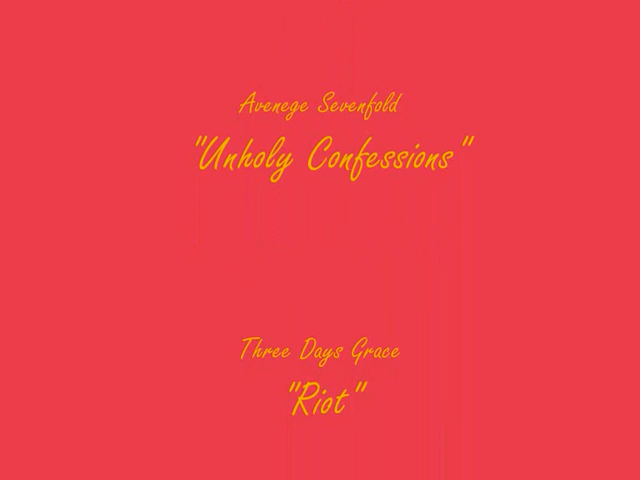 Avenege Sevenfold
"Unholy Confessions"
Three Days Grace
"Riot"